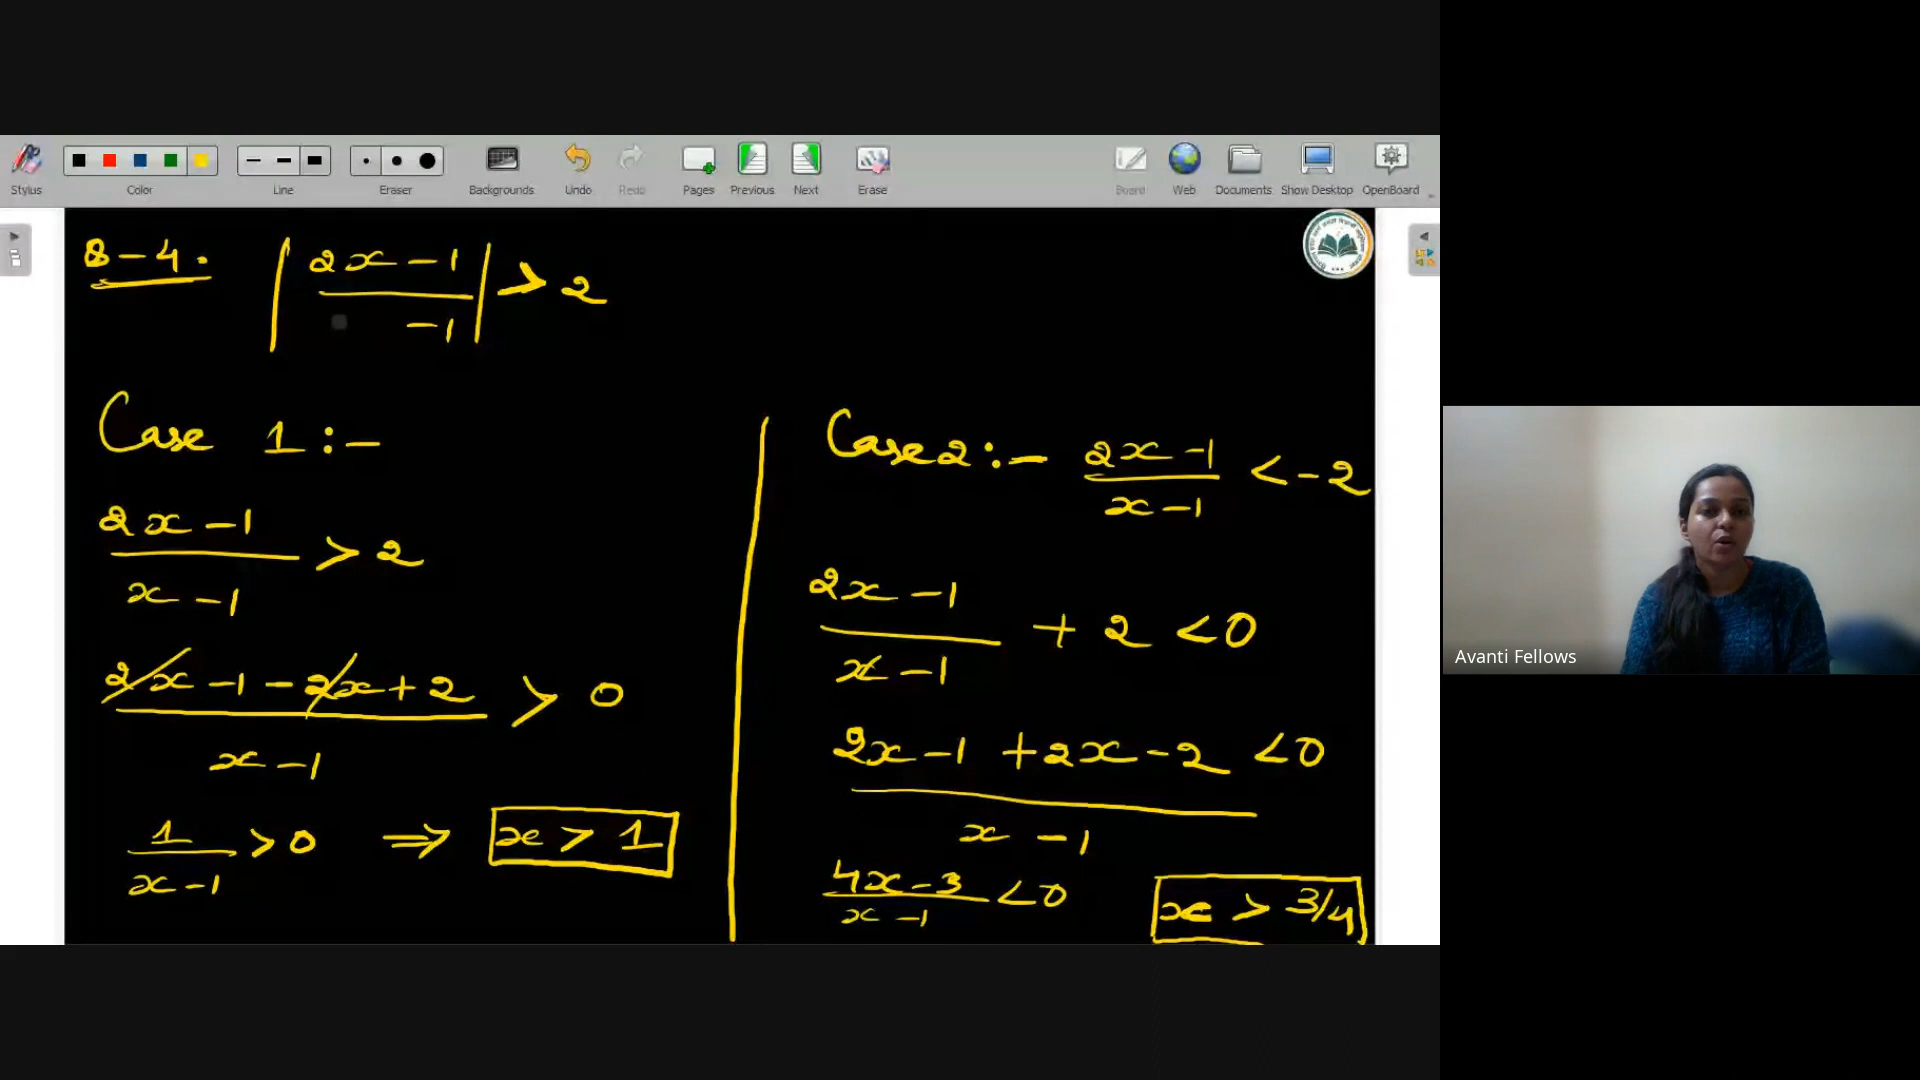 Stylus Color Line Eraser Backgrounds Undo Redo Pages Previous Next Erase Board Web Documents Show Desktop OpenBoard
8-4. | (2x-1)/( -1) | > 2
Case 1 :-
(2x-1)/(x-1) > 2
(2x-1-2x+2)/(x-1) > 0
1/(x-1) > 0 ⇒ x > 1
Case 2 :- (2x-1)/(x-1) < -2
(2x-1)/(x-1) + 2 < 0
(2x-1+2x-2)/(x-1) < 0
(4x-3)/(x-1) < 0 x > 3/4
Avanti Fellows